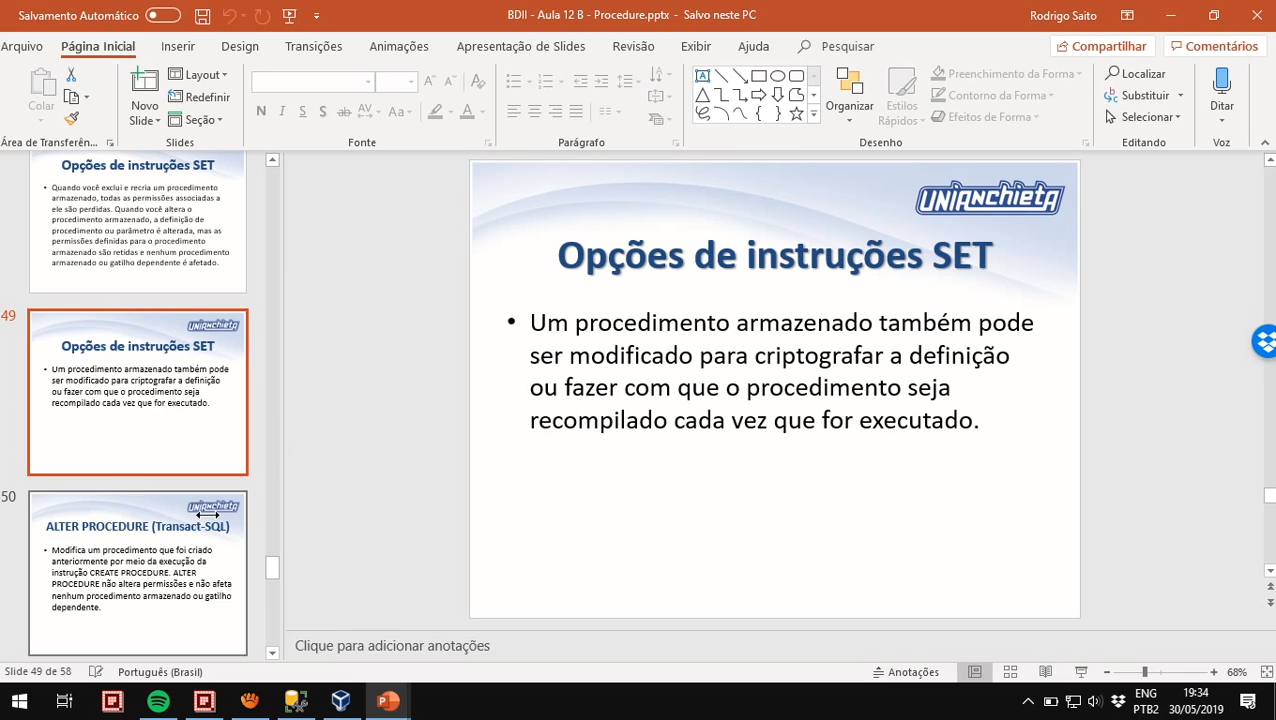 Salvamento Automático
BDII - Aula 12 B - Procedure.pptx - Salvo neste PC
Rodrigo Saito
Arquivo Página Inicial Inserir Design Transições Animações Apresentação de Slides Revisão Exibir Ajuda Pesquisar Compartilhar Comentários
Colar
Novo
Slide
Layout
Redefinir
Seção
N I S S ab AV Aa A
Organizar
Estilos
Rápidos
Preenchimento da Forma
Contorno da Forma
Efeitos de Forma
Localizar
Substituir
Selecionar
Ditar
Área de Transferên... Slides Fonte Parágrafo Desenho Editando Voz
Opções de instruções SET
• Quando você exclui e recria um procedimento
armazenado, todas as permissões associadas a
ele são perdidas. Quando você altera o
procedimento armazenado, a definição de
procedimento ou parâmetro é alterada, mas as
permissões definidas para o procedimento
armazenado são retidas e nenhum procedimento
armazenado ou gatilho dependente é afetado.
49
UNIANCHIETA
Opções de instruções SET
• Um procedimento armazenado também pode
ser modificado para criptografar a definição
ou fazer com que o procedimento seja
recompilado cada vez que for executado.
50
UNIANCHIETA
ALTER PROCEDURE (Transact-SQL)
• Modifica um procedimento que foi criado
anteriormente por meio da execução da
instrução CREATE PROCEDURE. ALTER
PROCEDURE não altera permissões e não afeta
nenhum procedimento armazenado ou gatilho
dependente.
UNIANCHIETA
Opções de instruções SET
• Um procedimento armazenado também pode
ser modificado para criptografar a definição
ou fazer com que o procedimento seja
recompilado cada vez que for executado.
Clique para adicionar anotações
Slide 49 de 58 Português (Brasil) Anotações 68%
ENG
PTB2
19:34
30/05/2019